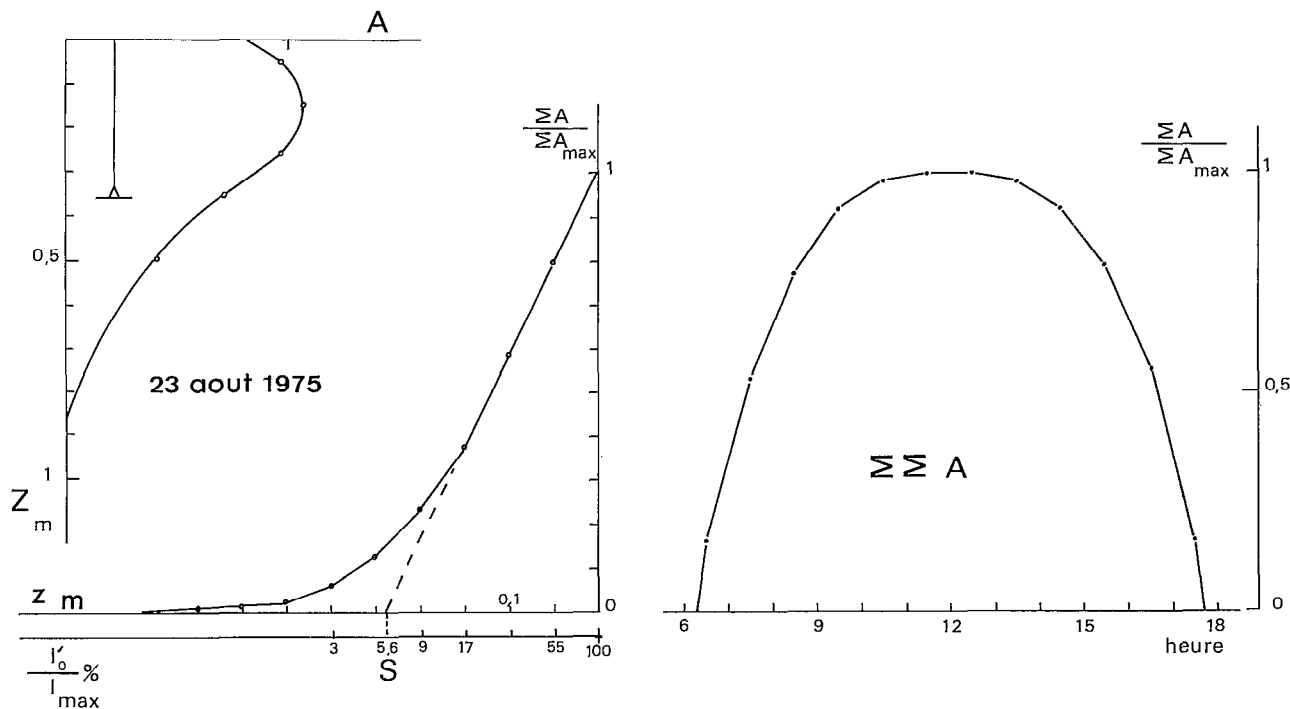 A
ΣA
ΣA max
1
0,5
23 aout 1975
1
Z m
z m
0,1
0
3 5,6 9 17 55 100
S
I'o
I max %
ΣA
ΣA max
1
0,5
ΣΣ A
0
6 9 12 15 18
heure